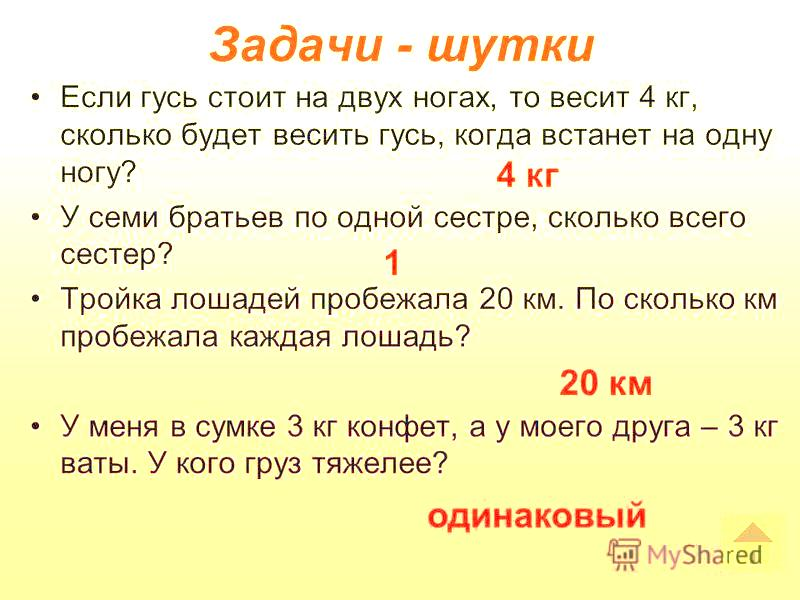 Задачи - шутки
• Если гусь стоит на двух ногах, то весит 4 кг,
сколько будет весить гусь, когда встанет на одну
ногу?
4 кг
• У семи братьев по одной сестре, сколько всего
сестер?
1
• Тройка лошадей пробежала 20 км. По сколько км
пробежала каждая лошадь?
20 км
• У меня в сумке 3 кг конфет, а у моего друга – 3 кг
ваты. У кого груз тяжелее?
одинаковый
MyShared